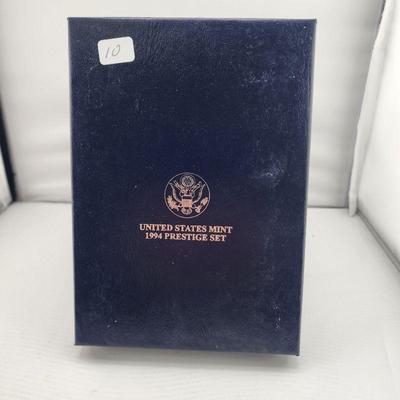 10
UNITED STATES MINT
1994 PRESTIGE SET